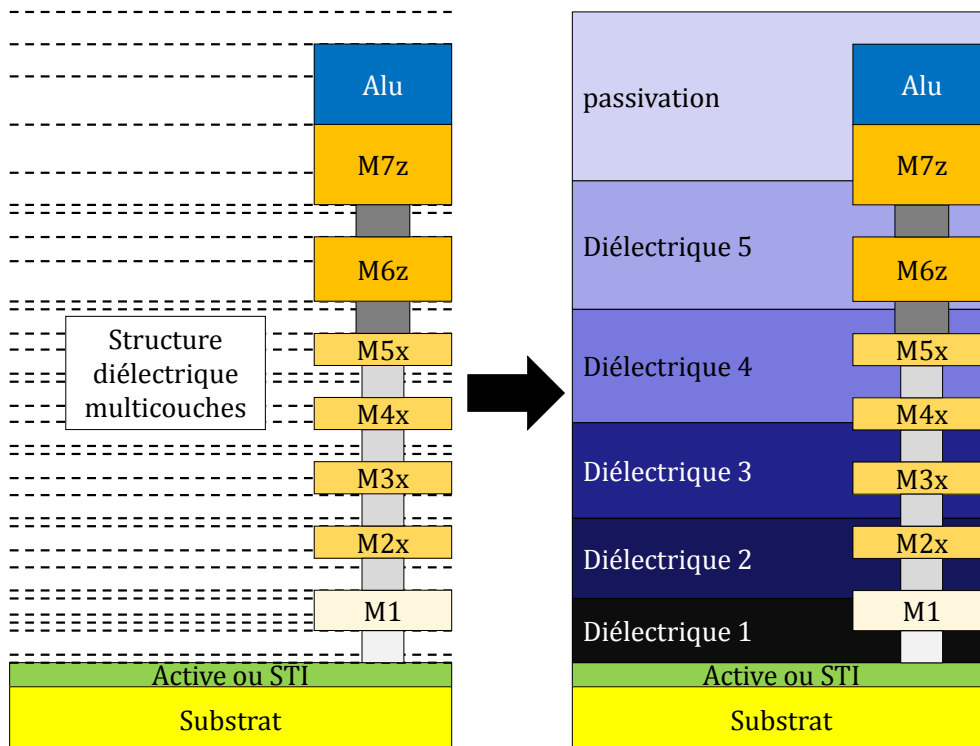 Alu
M7z
M6z
Structure
diélectrique
multicouches
M5x
M4x
M3x
M2x
M1
Active ou STI
Substrat
passivation
Alu
M7z
Diélectrique 5
M6z
Diélectrique 4
M5x
M4x
Diélectrique 3
M3x
Diélectrique 2
M2x
Diélectrique 1
M1
Active ou STI
Substrat